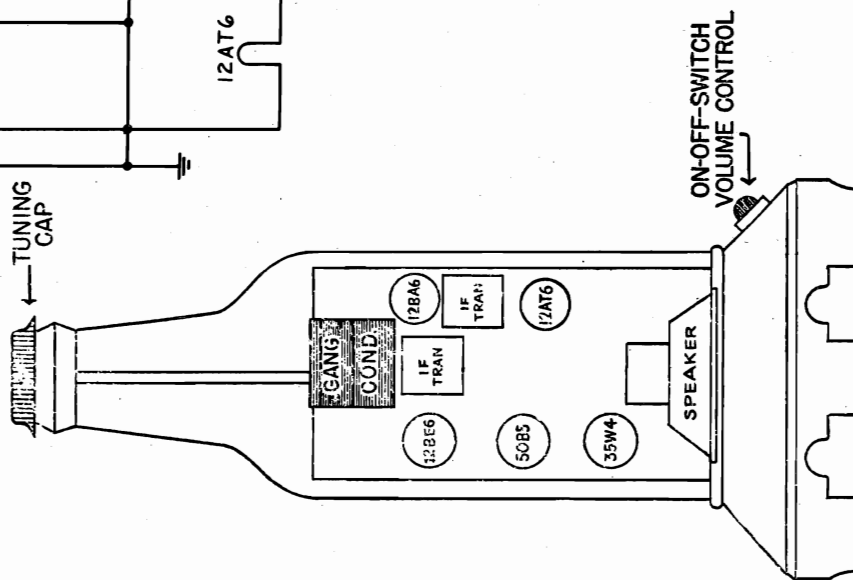 12AT6
TUNING
CAP
ON-OFF-SWITCH
VOLUME CONTROL
GANG
COND.
12BA6
IF
TRAN
IF
TRAN
12AT6
12BE6
50B5
35W4
SPEAKER